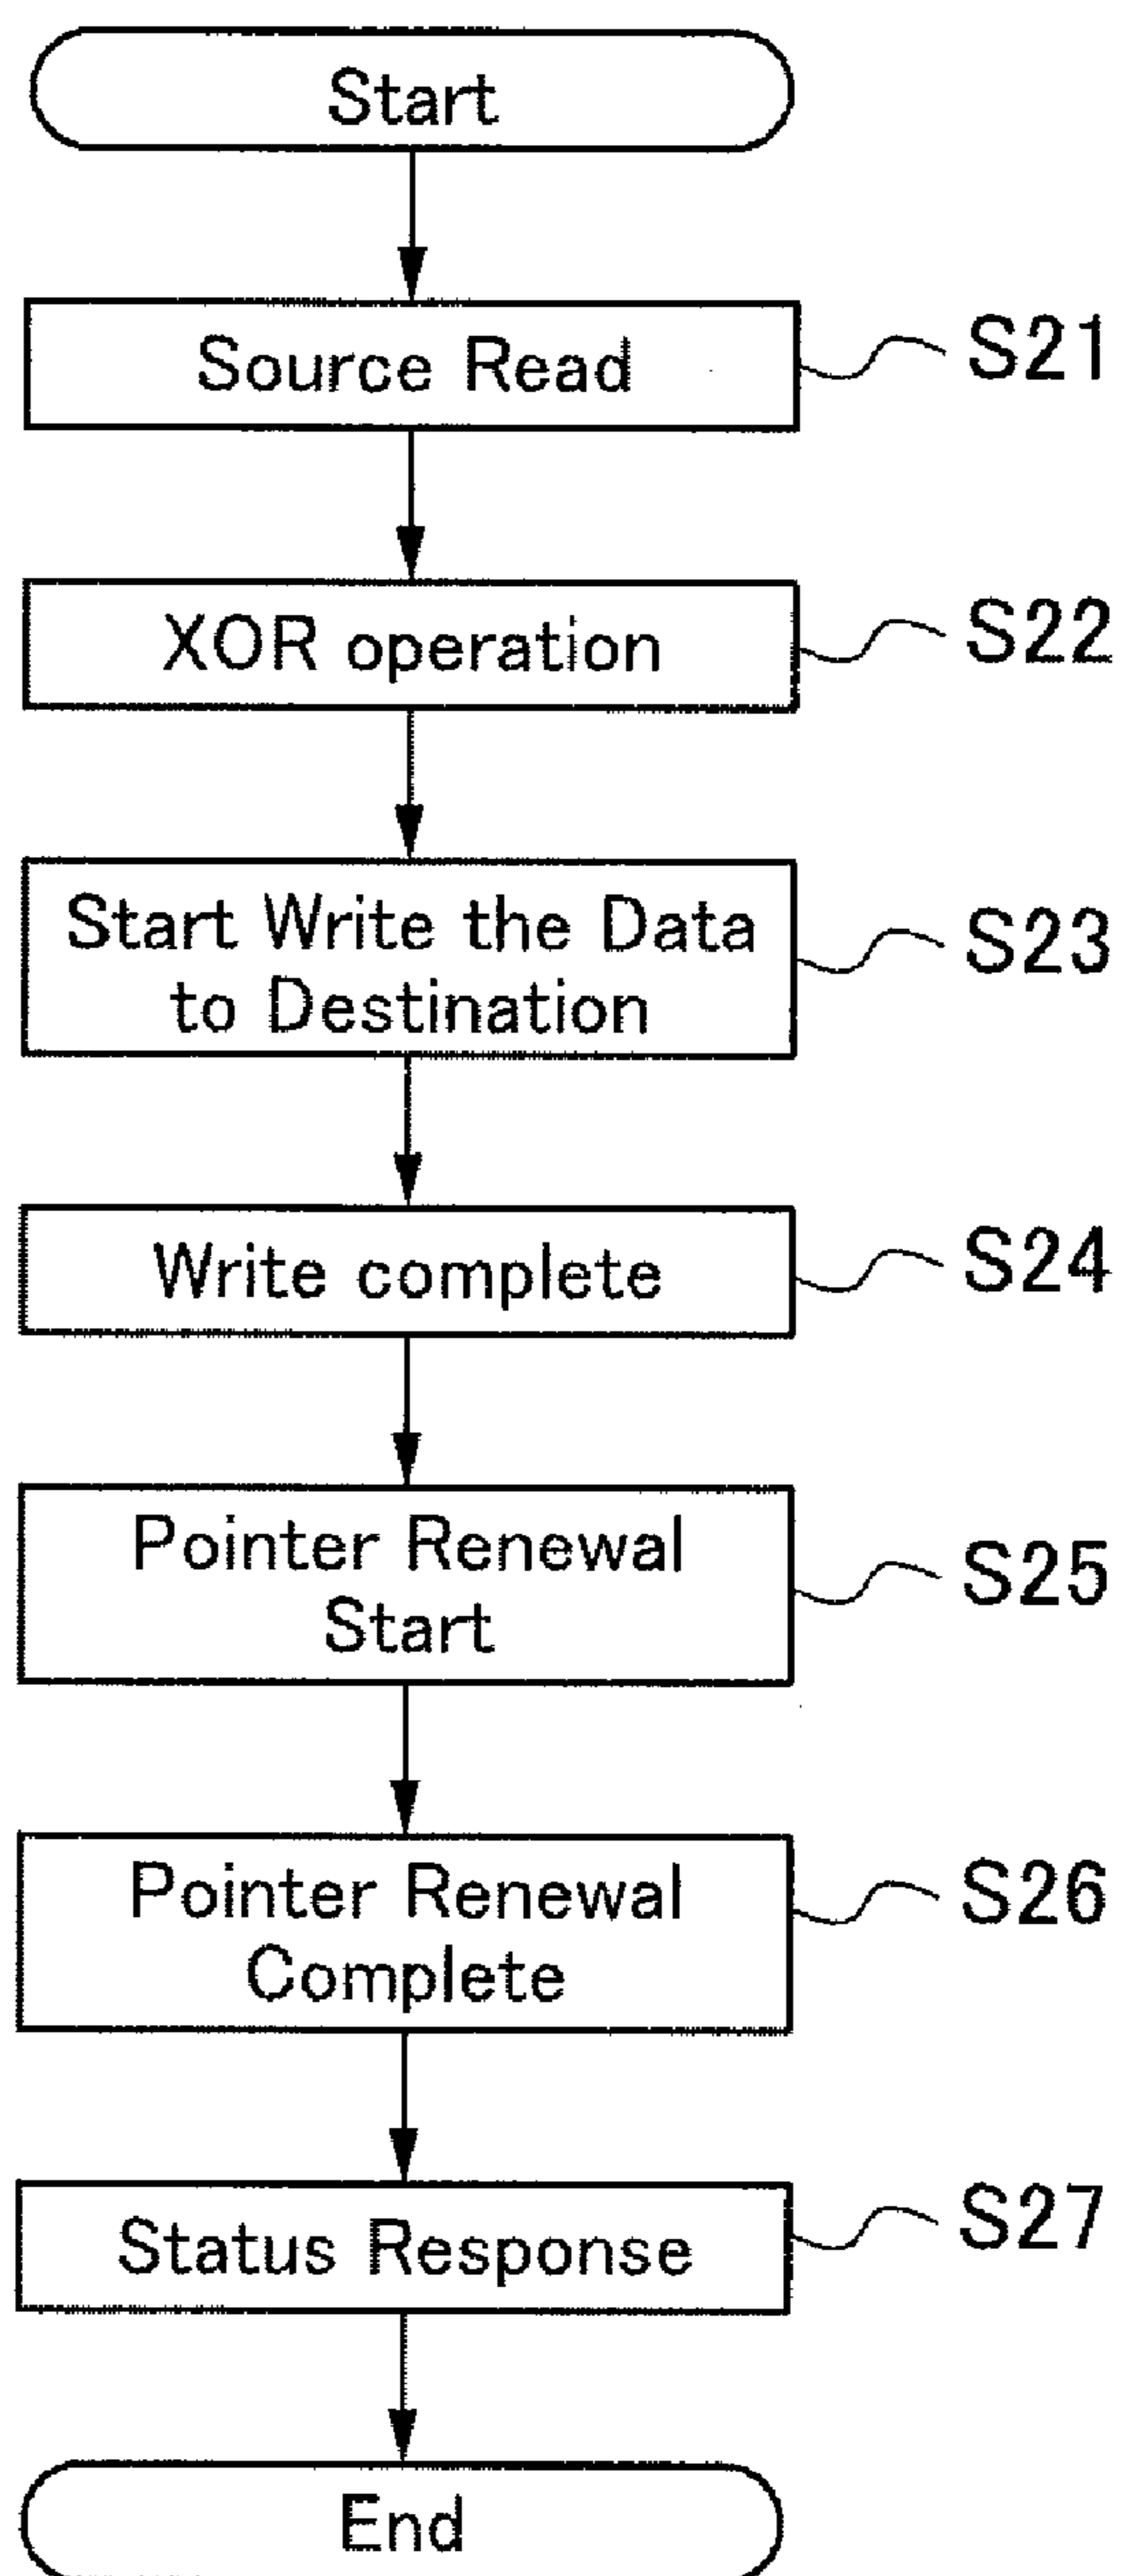 Start
Source Read
S21
XOR operation
S22
Start Write the Data
to Destination
S23
Write complete
S24
Pointer Renewal
Start
S25
Pointer Renewal
Complete
S26
Status Response
S27
End